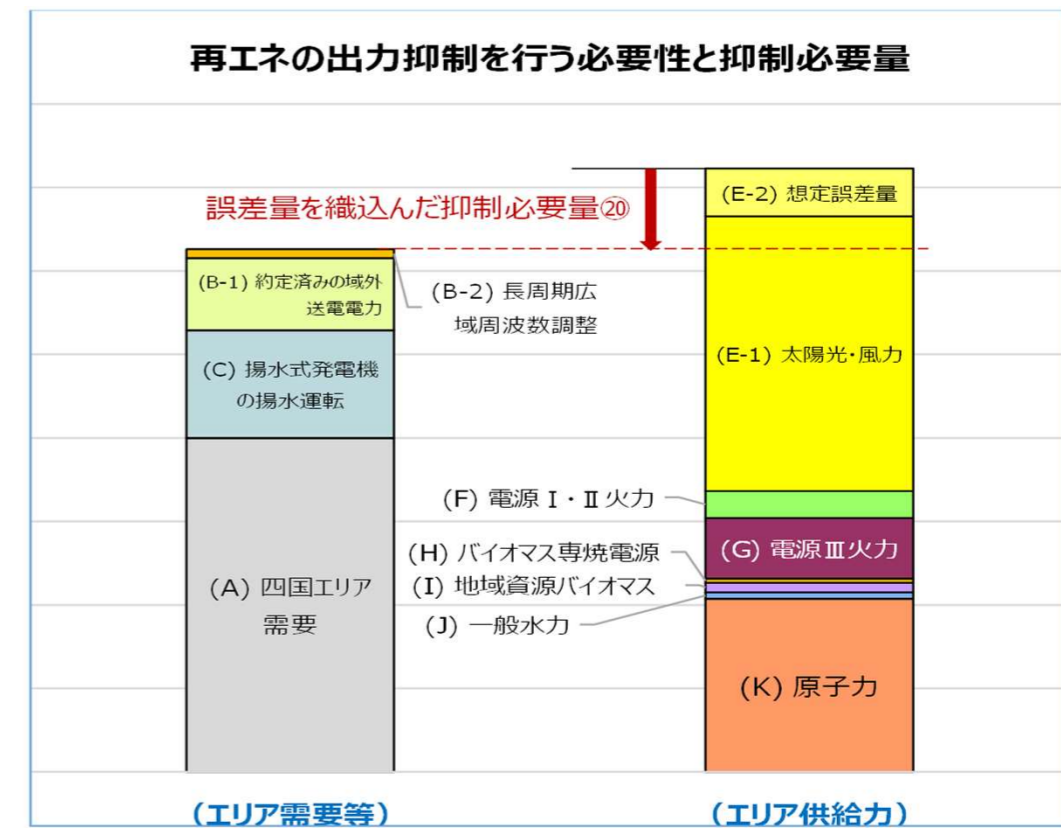 再エネの出力抑制を行う必要性と抑制必要量
誤差量を織込んだ抑制必要量⑳
(B-1) 約定済みの域外
送電電力
(B-2) 長周期広
域周波数調整
(C) 揚水式発電機
の揚水運転
(A) 四国エリア
需要
(エリア需要等)
(E-2) 想定誤差量
(E-1) 太陽光・風力
(F) 電源Ⅰ・Ⅱ火力
(G) 電源Ⅲ火力
(H) バイオマス専焼電源
(I) 地域資源バイオマス
(J) 一般水力
(K) 原子力
(エリア供給力)